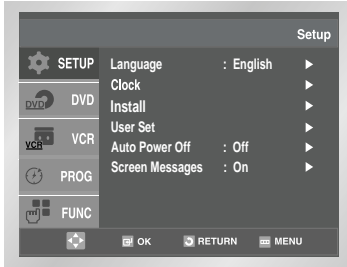 Setup
SETUP
Language : English ►
Clock ►
DVD DVD
Install ►
User Set ►
VCR VCR
Auto Power Off : Off ►
Screen Messages : On ►
PROG
FUNC
OK RETURN MENU